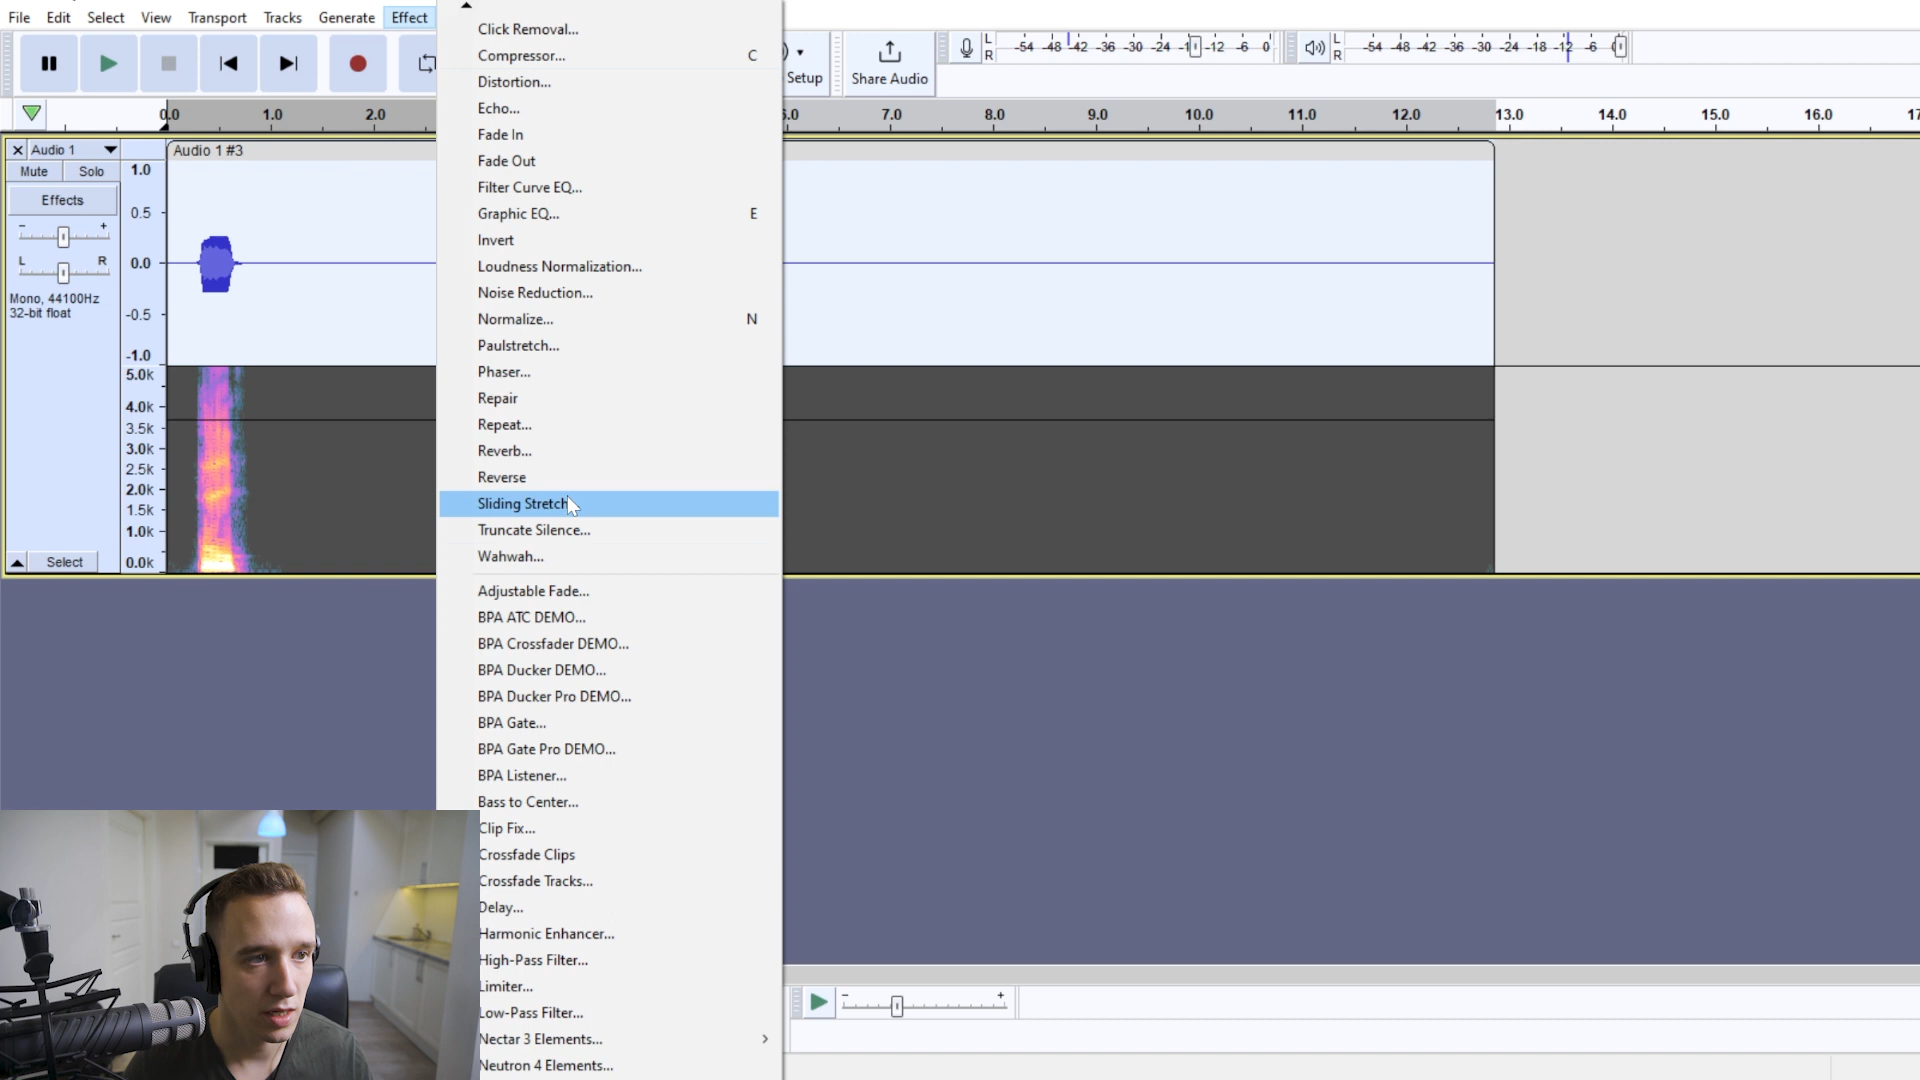 File Edit Select View Transport Tracks Generate Effect
Click Removal...
Compressor... C
Distortion...
Echo...
Fade In
Fade Out
Filter Curve EQ...
Graphic EQ... E
Invert
Loudness Normalization...
Noise Reduction...
Normalize... N
Paulstretch...
Phaser...
Repair
Repeat...
Reverb...
Reverse
Sliding Stretch
Truncate Silence...
Wahwah...
Adjustable Fade...
BPA ATC DEMO...
BPA Crossfader DEMO...
BPA Ducker DEMO...
BPA Ducker Pro DEMO...
BPA Gate...
BPA Gate Pro DEMO...
BPA Listener...
Bass to Center...
Clip Fix...
Crossfade Clips
Crossfade Tracks...
Delay...
Harmonic Enhancer...
High-Pass Filter...
Limiter...
Low-Pass Filter...
Nectar 3 Elements...
Neutron 4 Elements...
Setup
Share Audio
L
R
-54 -48 -42 -36 -30 -24 -12 -6 0
L
R
-54 -48 -42 -36 -30 -24 -18 -12 -6
0.0 1.0 2.0 7.0 8.0 9.0 10.0 11.0 12.0 13.0 14.0 15.0 16.0
Audio 1
Audio 1 #3
Mute Solo
Effects
- +
L R
Mono, 44100Hz
32-bit float
Select
1.0
0.5
0.0
-0.5
-1.0
5.0k
4.0k
3.5k
3.0k
2.5k
2.0k
1.5k
1.0k
0.0k
- +